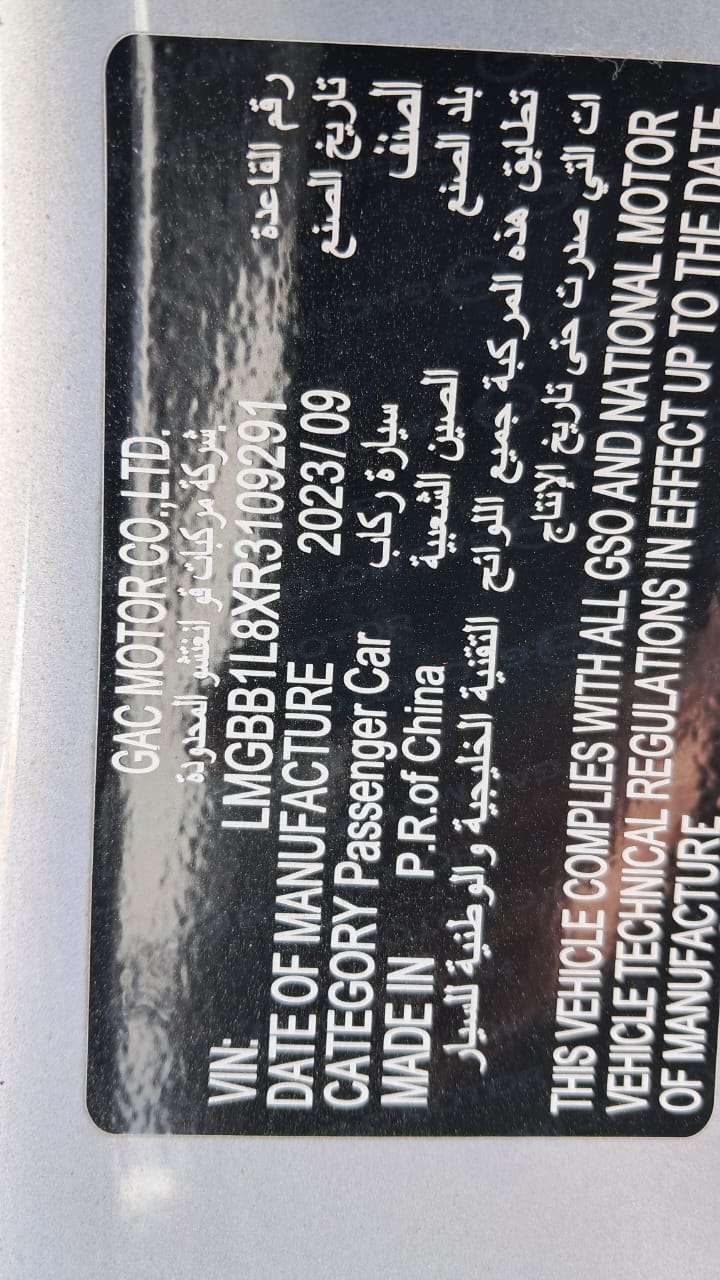 GAC MOTOR CO.,LTD.
شركة مركبات قو انغتشو المحدودة
VIN: LMGBB1L8XR3109291 رقم القاعدة
DATE OF MANUFACTURE 2023/09 تاريخ الصنع
CATEGORY Passenger Car سيارة ركاب الصنف
MADE IN P.R.of China الصين الشعبية بلد الصنع
تطابق هذه المركبة جميع اللوائح التقنية الخليجية والوطنية للسيار
ات التي صدرت حتى تاريخ الإنتاج
THIS VEHICLE COMPLIES WITH ALL GSO AND NATIONAL MOTOR
VEHICLE TECHNICAL REGULATIONS IN EFFECT UP TO THE DATE
OF MANUFACTURE